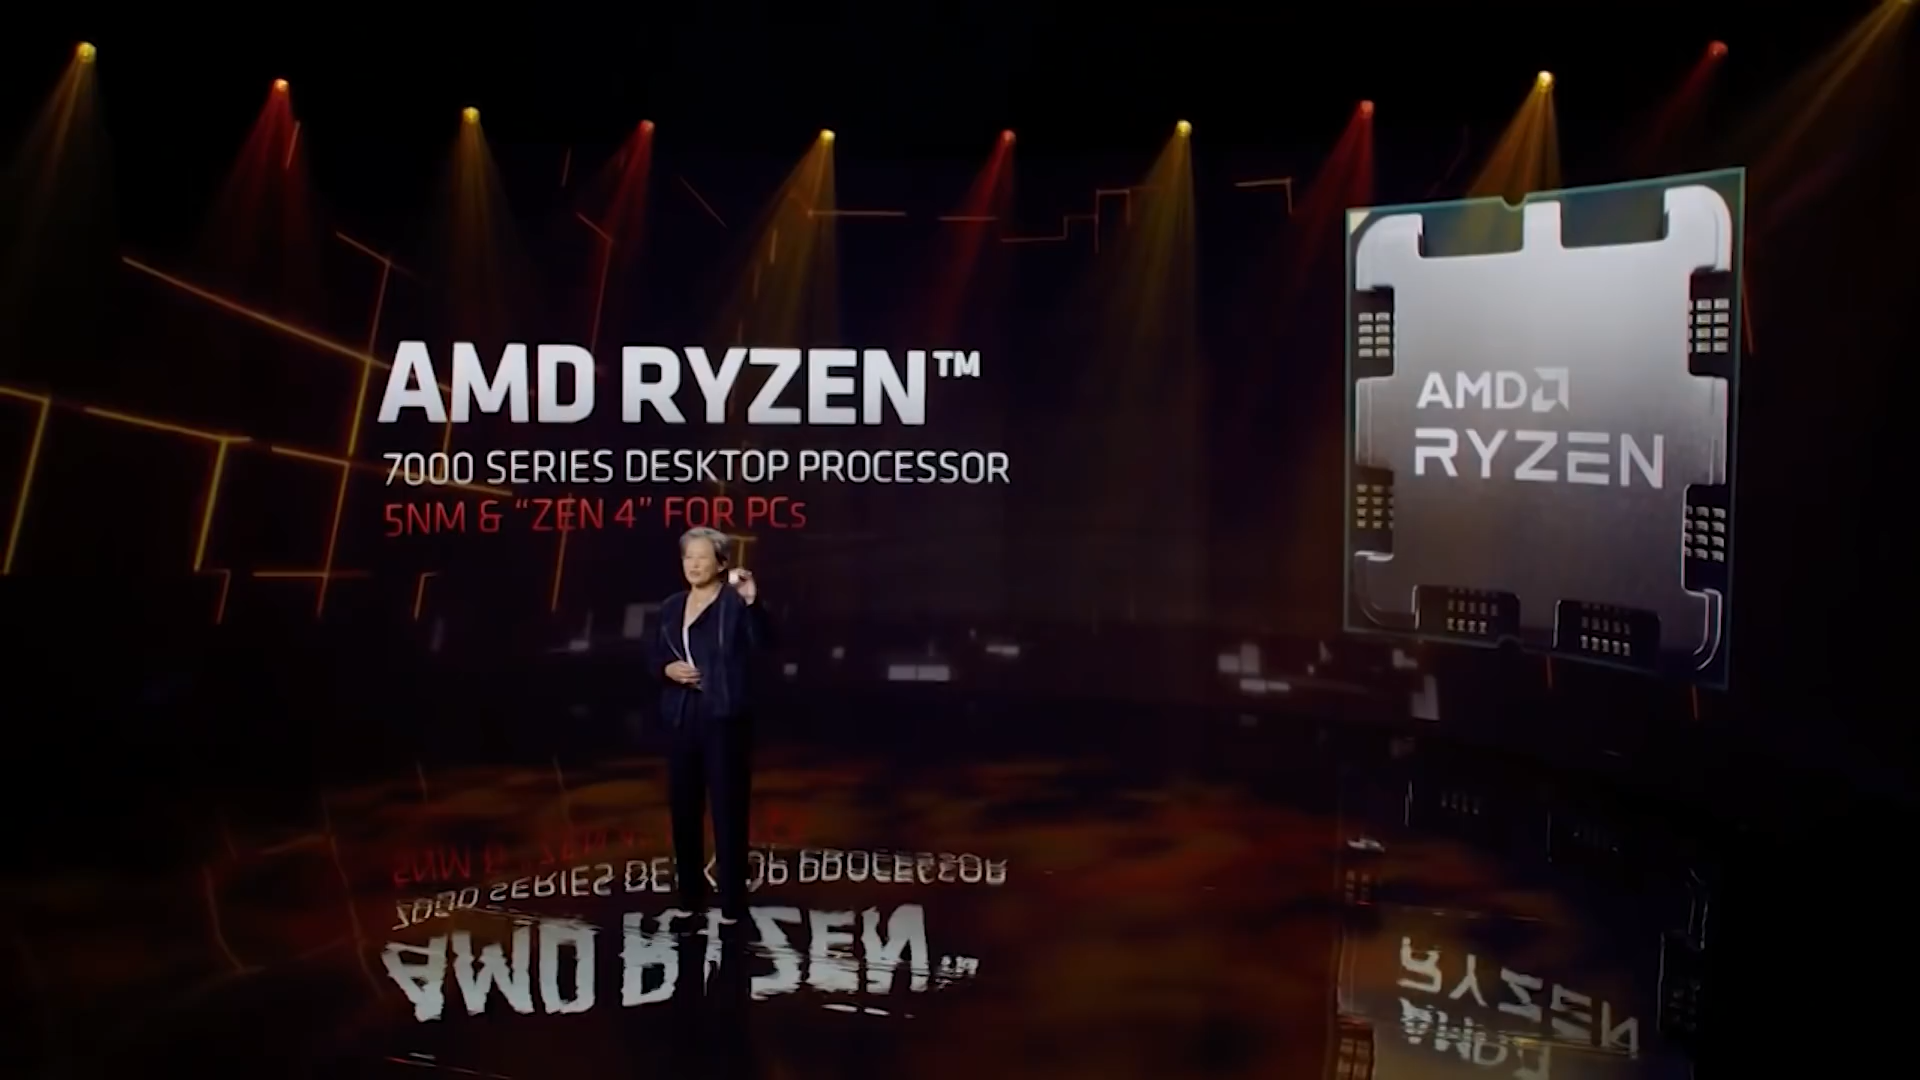 AMD RYZEN™
7000 SERIES DESKTOP PROCESSOR
5NM & “ZEN 4” FOR PCs
AMD
RYZEN